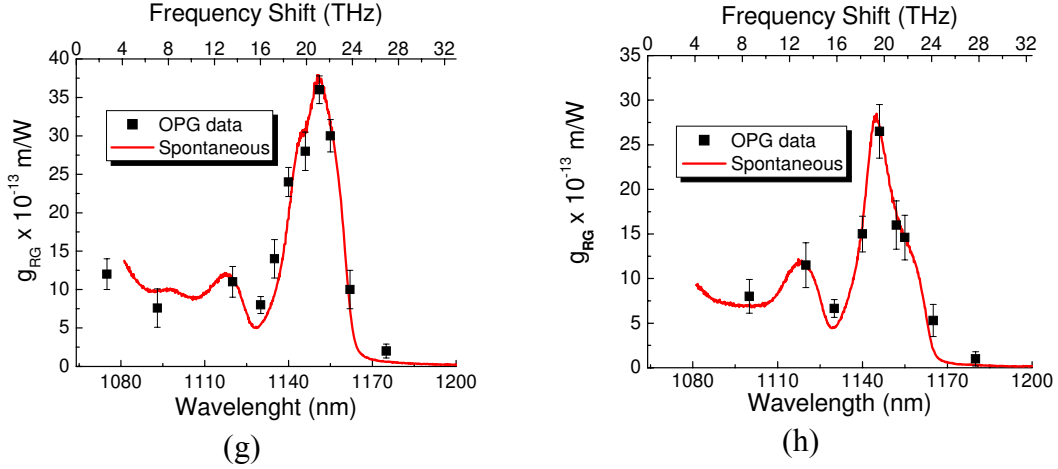 Frequency Shift (THz)
0 4 8 12 16 20 24 28 32
40
35
30
25
20
15
10
5
0
g_RG x 10^-13 m/W
OPG data
Spontaneous
1080 1110 1140 1170 1200
Wavelenght (nm)
(g)
Frequency Shift (THz)
0 4 8 12 16 20 24 28 32
35
30
25
20
15
10
5
0
g_RG x 10^-13 m/W
OPG data
Spontaneous
1080 1110 1140 1170 1200
Wavelength (nm)
(h)